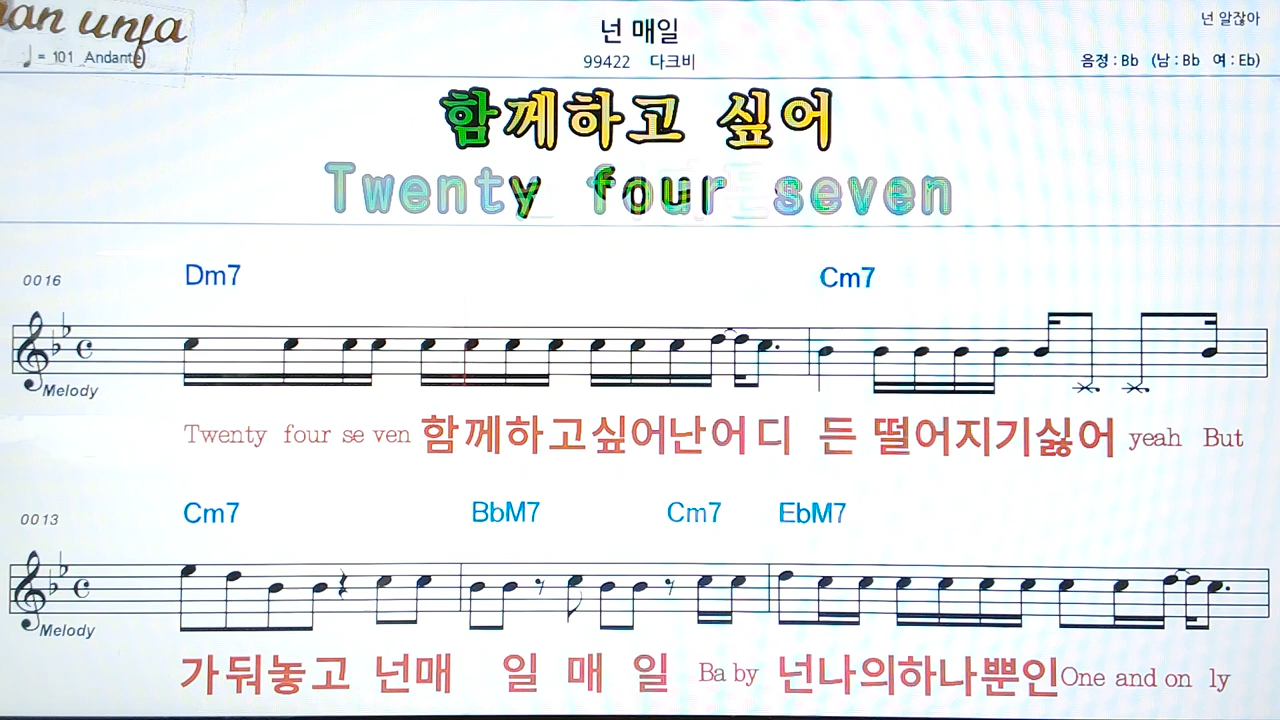 넌 매일
넌 알잖아
♩ = 101 Andante
99422 다크비
음정 : Bb (남 : Bb 여 : Eb)
함께하고 싶어
Twenty four seven
0016
Dm7 Cm7
Melody
Twenty four se ven 함께하고싶어난어디 든 떨어지기싫어 yeah But
0013
Cm7 BbM7 Cm7 EbM7
Melody
가둬놓고 넌매 일 매 일 Ba by 넌나의하나뿐인One and on ly